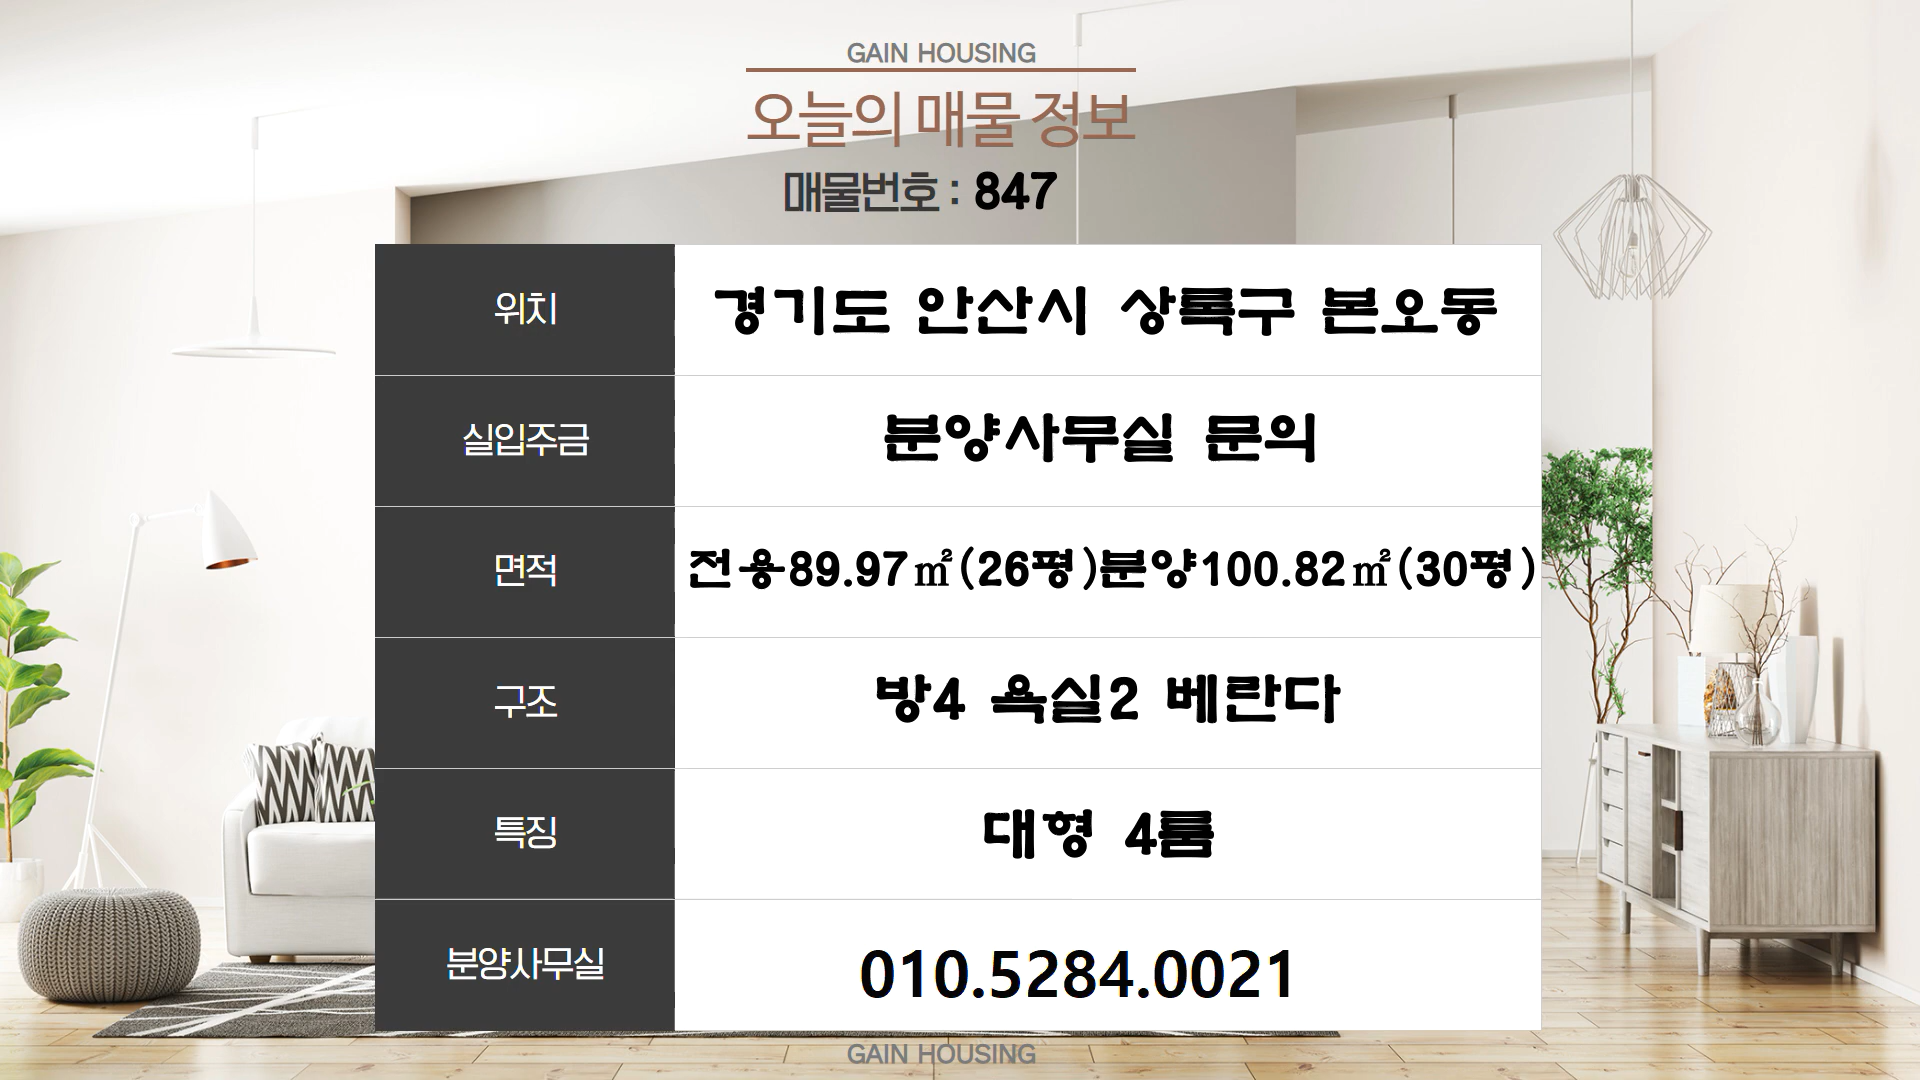 GAIN HOUSING
오늘의 매물 정보
매물번호 : 847
위치 경기도 안산시 상록구 본오동
실입주금 분양사무실 문의
면적 전용89.97㎡(26평)분양100.82㎡(30평)
구조 방4 욕실2 베란다
특징 대형 4룸
분양사무실 010.5284.0021
GAIN HOUSING